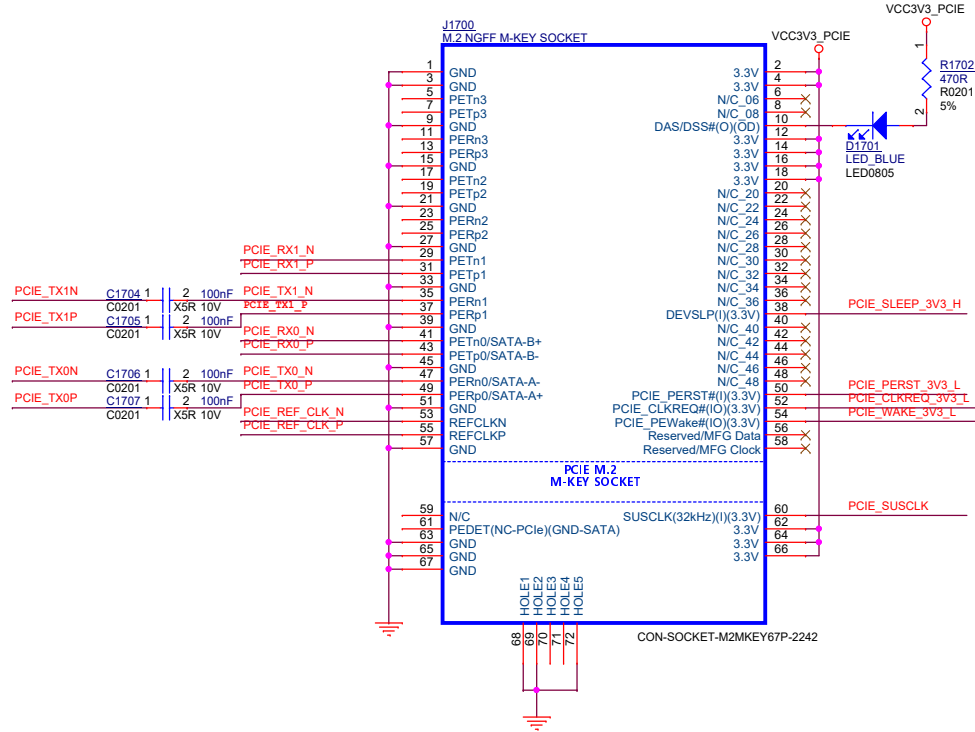 J1700
M.2 NGFF M-KEY SOCKET
VCC3V3_PCIE
VCC3V3_PCIE
1 GND
3 GND
5 PETn3
7 PETp3
9 GND
11 PERn3
13 PERp3
15 GND
17 PETn2
19 PETp2
21 GND
23 PERn2
25 PERp2
27 GND
PCIE_RX1_N 29 PETn1
PCIE_RX1_P 31 PETp1
33 GND
PCIE_TX1N C1704 1 2 100nF PCIE_TX1_N 35 PERn1
C0201 X5R 10V
PCIE_TX1P C1705 1 2 100nF PCIE_TX1_P 37 PERp1
C0201 X5R 10V
39 GND
PCIE_RX0_N 41 PETn0/SATA-B+
PCIE_RX0_P 43 PETp0/SATA-B-
45 GND
PCIE_TX0N C1706 1 2 100nF PCIE_TX0_N 47 PERn0/SATA-A-
C0201 X5R 10V
PCIE_TX0P C1707 1 2 100nF PCIE_TX0_P 49 PERp0/SATA-A+
C0201 X5R 10V
51 GND
PCIE_REF_CLK_N 53 REFCLKN
PCIE_REF_CLK_P 55 REFCLKP
57 GND
3.3V 2
3.3V 4
N/C_06 6
N/C_08 8
DAS/DSS#(O)(OD) 10
3.3V 12
3.3V 14
3.3V 16
3.3V 18
N/C_20 20
N/C_22 22
N/C_24 24
N/C_26 26
N/C_28 28
N/C_30 30
N/C_32 32
N/C_34 34
N/C_36 36
DEVSLP(I)(3.3V) 38 PCIE_SLEEP_3V3_H
N/C_40 40
N/C_42 42
N/C_44 44
N/C_46 46
N/C_48 48
PCIE_PERST#(I)(3.3V) 50 PCIE_PERST_3V3_L
PCIE_CLKREQ#(IO)(3.3V) 52 PCIE_CLKREQ_3V3_L
PCIE_PEWake#(IO)(3.3V) 54 PCIE_WAKE_3V3_L
Reserved/MFG Data 56
Reserved/MFG Clock 58
1
R1702
470R
R0201
5%
2
D1701
LED_BLUE
LED0805
PCIE M.2
M-KEY SOCKET
59 N/C
61 PEDET(NC-PCIe)(GND-SATA)
63 GND
65 GND
67 GND
SUSCLK(32kHz)(I)(3.3V) 60 PCIE_SUSCLK
3.3V 62
3.3V 64
3.3V 66
HOLE1 HOLE2 HOLE3 HOLE4 HOLE5
68 69 70 71 72
CON-SOCKET-M2MKEY67P-2242